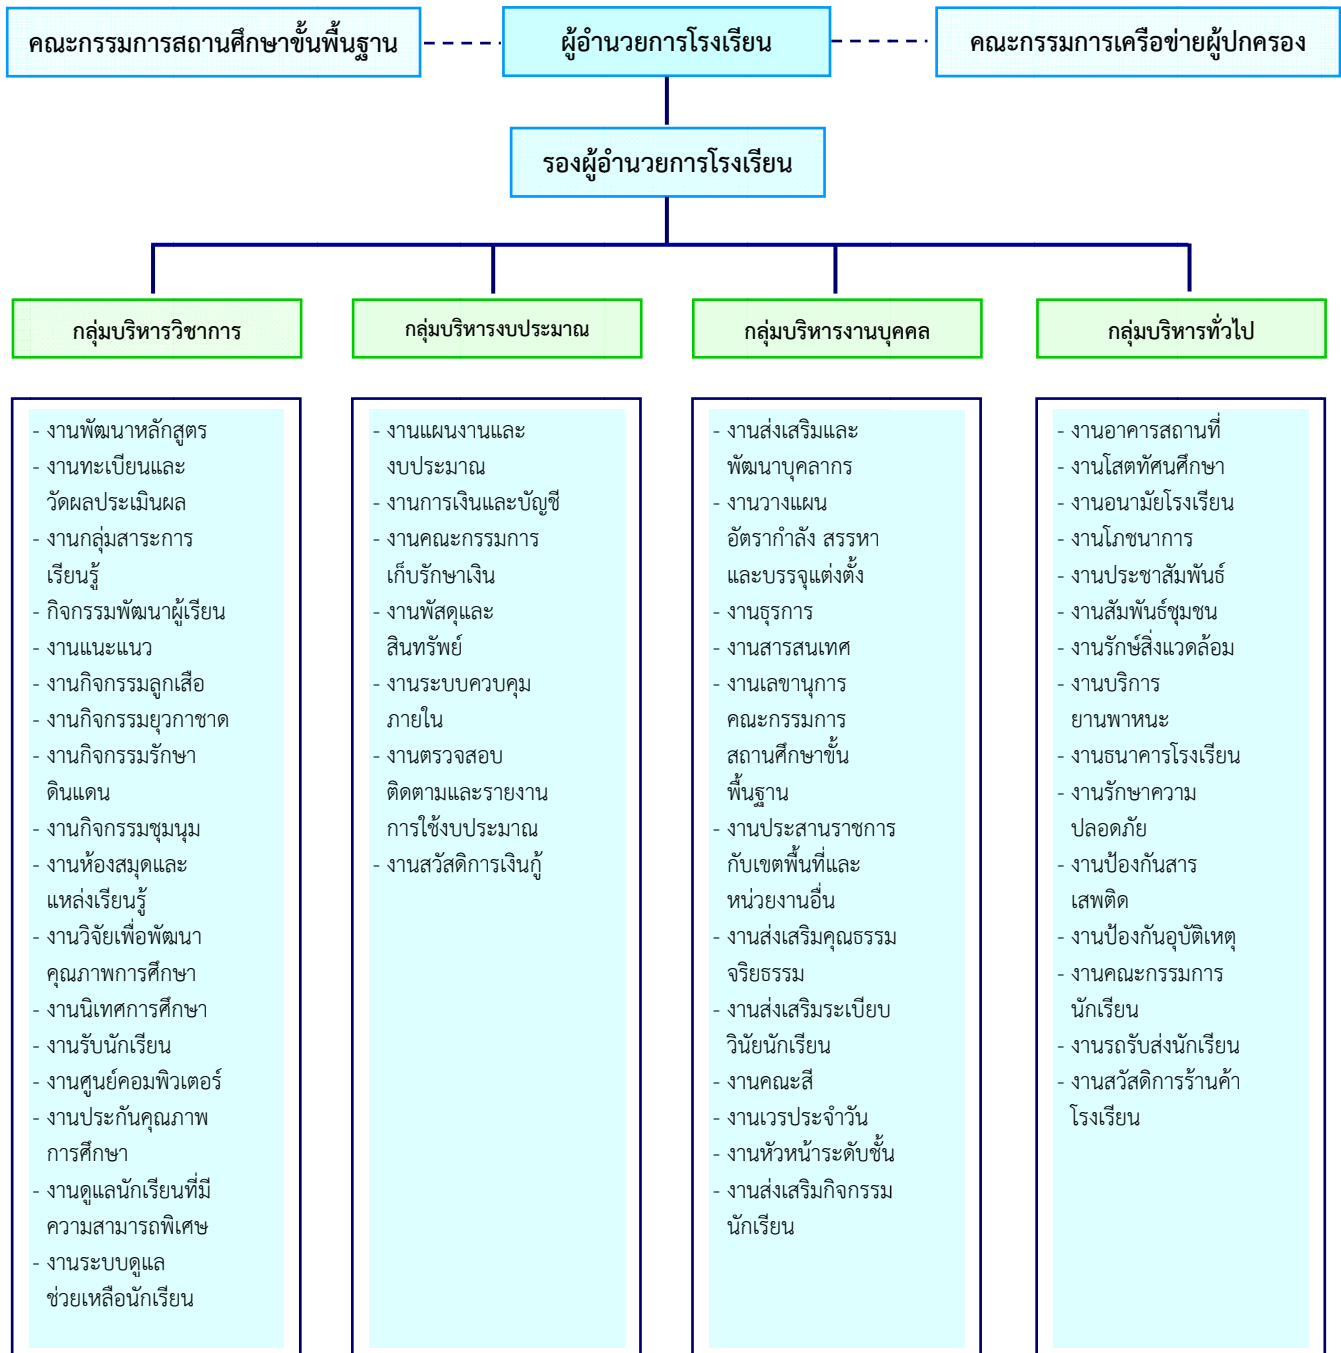 คณะกรรมการสถานศึกษาขั้นพื้นฐาน
ผู้อำนวยการโรงเรียน
คณะกรรมการเครือข่ายผู้ปกครอง
รองผู้อำนวยการโรงเรียน
กลุ่มบริหารวิชาการ
กลุ่มบริหารงบประมาณ
กลุ่มบริหารงานบุคคล
กลุ่มบริหารทั่วไป
- งานพัฒนาหลักสูตร
- งานทะเบียนและ
วัดผลประเมินผล
- งานกลุ่มสาระการ
เรียนรู้
- กิจกรรมพัฒนาผู้เรียน
- งานแนะแนว
- งานกิจกรรมลูกเสือ
- งานกิจกรรมยุวกาชาด
- งานกิจกรรมรักษา
ดินแดน
- งานกิจกรรมชุมนุม
- งานห้องสมุดและ
แหล่งเรียนรู้
- งานวิจัยเพื่อพัฒนา
คุณภาพการศึกษา
- งานนิเทศการศึกษา
- งานรับนักเรียน
- งานศูนย์คอมพิวเตอร์
- งานประกันคุณภาพ
การศึกษา
- งานดูแลนักเรียนที่มี
ความสามารถพิเศษ
- งานระบบดูแล
ช่วยเหลือนักเรียน
- งานแผนงานและ
งบประมาณ
- งานการเงินและบัญชี
- งานคณะกรรมการ
เก็บรักษาเงิน
- งานพัสดุและ
สินทรัพย์
- งานระบบควบคุม
ภายใน
- งานตรวจสอบ
ติดตามและรายงาน
การใช้งบประมาณ
- งานสวัสดิการเงินกู้
- งานส่งเสริมและ
พัฒนาบุคลากร
- งานวางแผน
อัตรากำลัง สรรหา
และบรรจุแต่งตั้ง
- งานธุรการ
- งานสารสนเทศ
- งานเลขานุการ
คณะกรรมการ
สถานศึกษาขั้น
พื้นฐาน
- งานประสานราชการ
กับเขตพื้นที่และ
หน่วยงานอื่น
- งานส่งเสริมคุณธรรม
จริยธรรม
- งานส่งเสริมระเบียบ
วินัยนักเรียน
- งานคณะสี
- งานเวรประจำวัน
- งานหัวหน้าระดับชั้น
- งานส่งเสริมกิจกรรม
นักเรียน
- งานอาคารสถานที่
- งานโสตทัศนศึกษา
- งานอนามัยโรงเรียน
- งานโภชนาการ
- งานประชาสัมพันธ์
- งานสัมพันธ์ชุมชน
- งานรักษ์สิ่งแวดล้อม
- งานบริการ
ยานพาหนะ
- งานธนาคารโรงเรียน
- งานรักษาความ
ปลอดภัย
- งานป้องกันสาร
เสพติด
- งานป้องกันอุบัติเหตุ
- งานคณะกรรมการ
นักเรียน
- งานรถรับส่งนักเรียน
- งานสวัสดิการร้านค้า
โรงเรียน